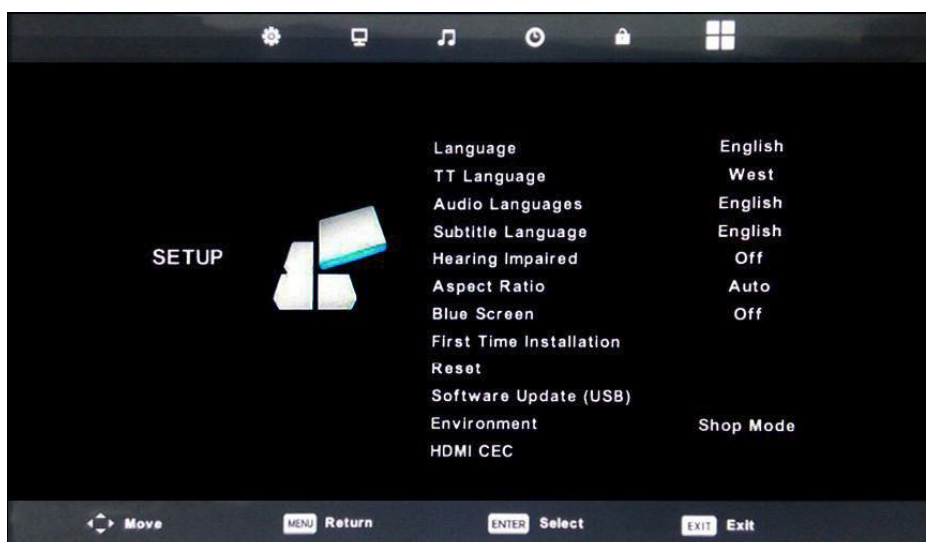 Language English
TT Language West
Audio Languages English
Subtitle Language English
SETUP
Hearing Impaired Off
Aspect Ratio Auto
Blue Screen Off
First Time Installation
Reset
Software Update (USB)
Environment Shop Mode
HDMI CEC
Move MENU Return ENTER Select EXIT Exit